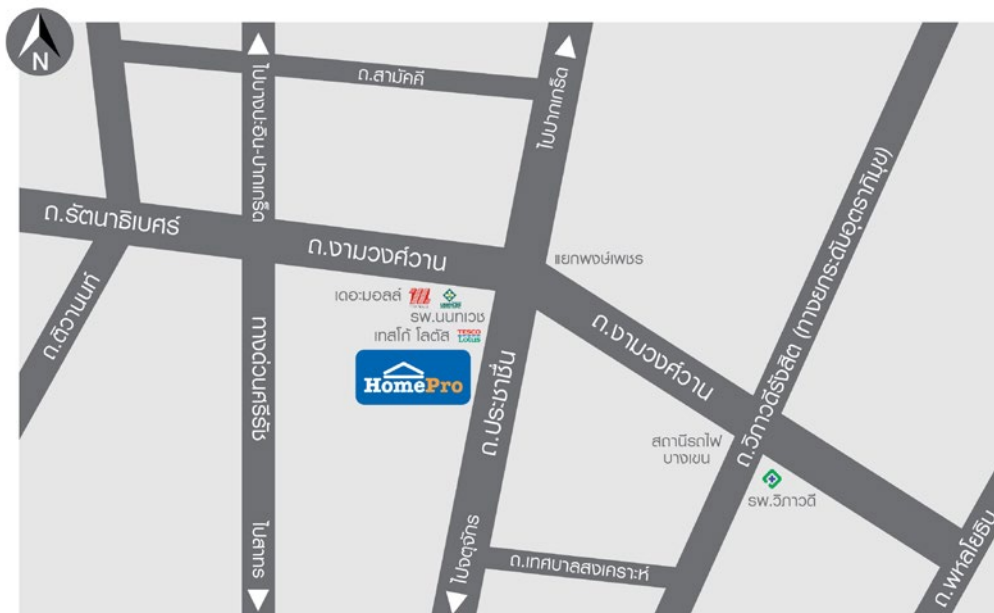 N
ถ.สามัคคี
ไปบางปะอิน-ปากเกร็ด
ไปปากเกร็ด
ถ.รัตนาธิเบศร์
ถ.งามวงศ์วาน
แยกพงษ์เพชร
ถ.วิภาวดีรังสิต (ทางยกระดับอุตราภิมุข)
ถ.ติวานนท์
เดอะมอลล์
รพ.นนทเวช
เทสโก้ โลตัส TESCO Lotus
HomePro
ทางด่วนศรีรัช
ถ.ประชาชื่น
ถ.งามวงศ์วาน
สถานีรถไฟ
บางเขน
รพ.วิภาวดี
ไปสาทร
ไปจตุจักร
ถ.เทศบาลสงเคราะห์
ถ.พหลโยธิน